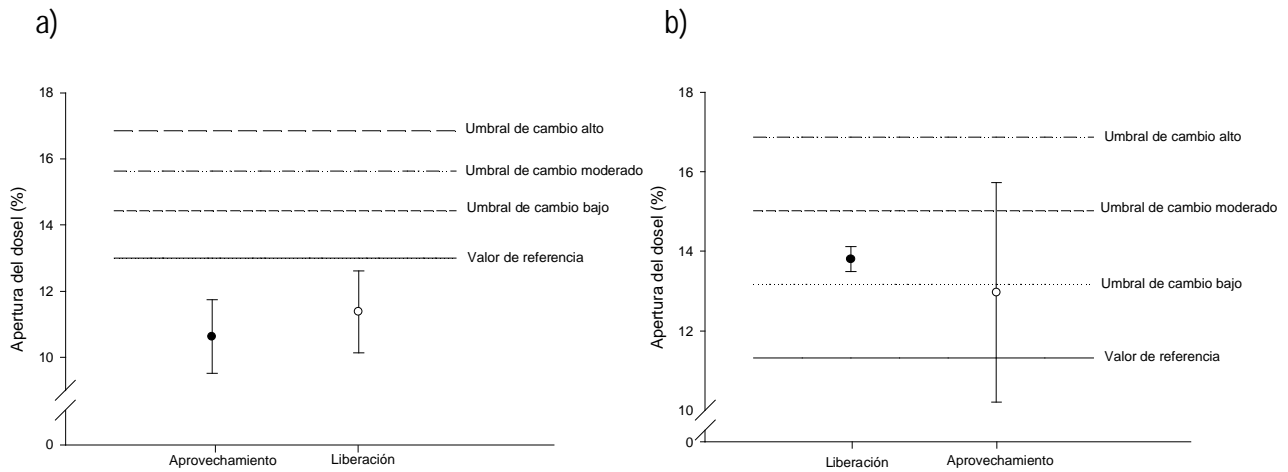 a)
18
16
14
12
10
0
Apertura del dosel (%)
Umbral de cambio alto
Umbral de cambio moderado
Umbral de cambio bajo
Valor de referencia
Aprovechamiento
Liberación
b)
18
16
14
12
10
0
Apertura del dosel (%)
Umbral de cambio alto
Umbral de cambio moderado
Umbral de cambio bajo
Valor de referencia
Liberación
Aprovechamiento